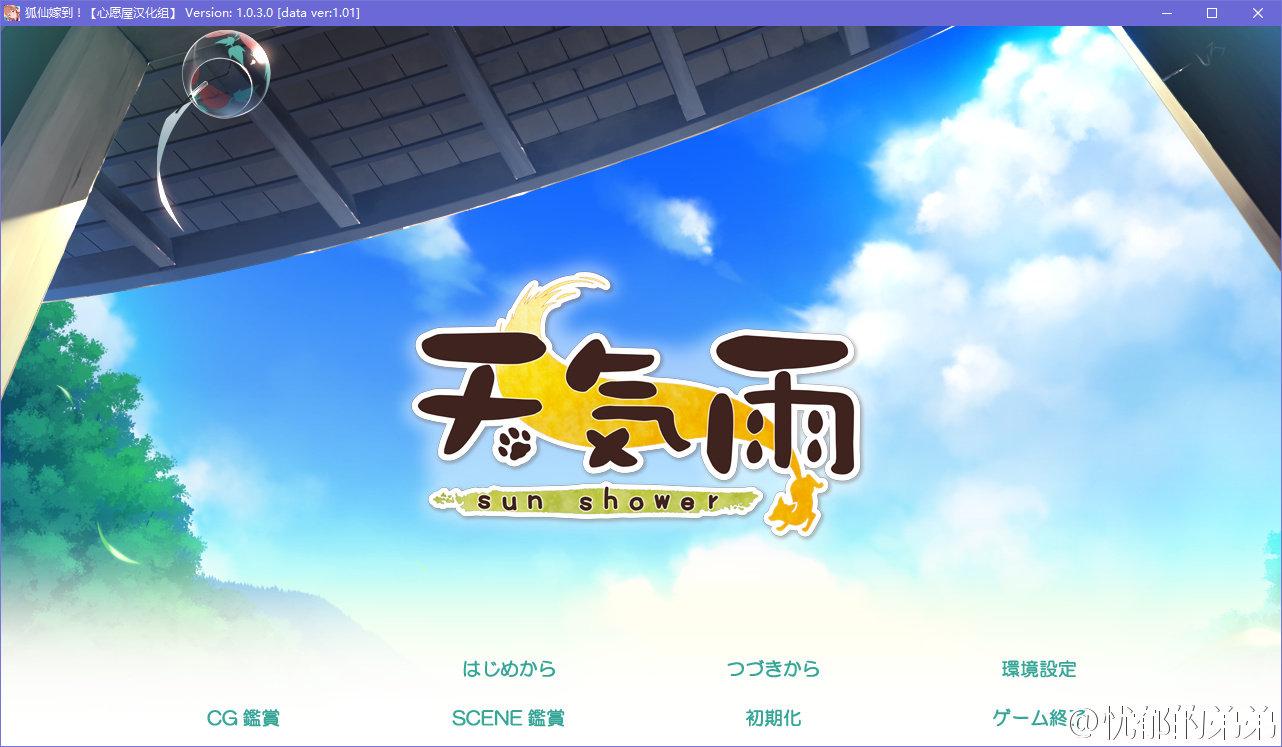 狐仙嫁到！【心愿屋汉化组】 Version: 1.0.3.0 [data ver:1.01]
天気雨
sun shower
はじめから つづきから 環境設定
CG 鑑賞 SCENE 鑑賞 初期化 ゲーム終了
@忧郁的弟弟